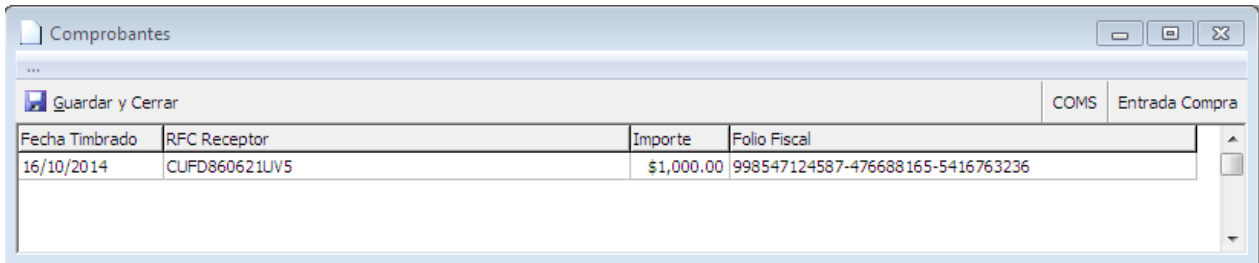 Comprobantes
...
Guardar y Cerrar COMS Entrada Compra
Fecha Timbrado RFC Receptor Importe Folio Fiscal
16/10/2014 CUFD860621UV5 $1,000.00 998547124587-476688165-5416763236